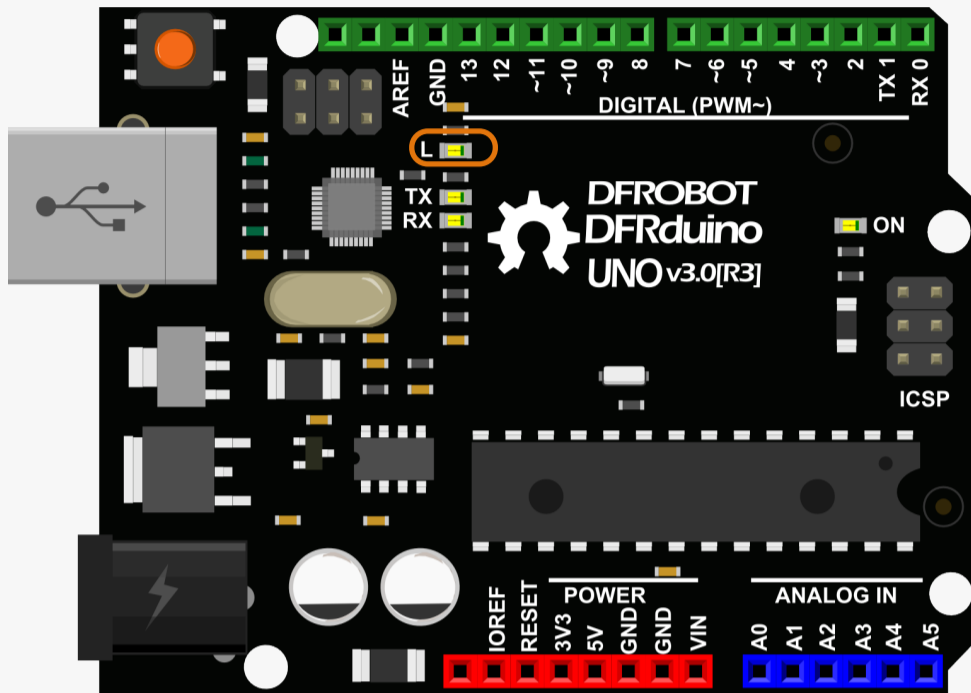 AREF
GND
13
12
~11
~10
~9
8
7
~6
~5
4
~3
2
TX 1
RX 0
DIGITAL (PWM~)
L
TX
RX
DFROBOT
DFRduino
UNO v3.0[R3]
ON
ICSP
POWER
ANALOG IN
IOREF
RESET
3V3
5V
GND
GND
VIN
A0
A1
A2
A3
A4
A5